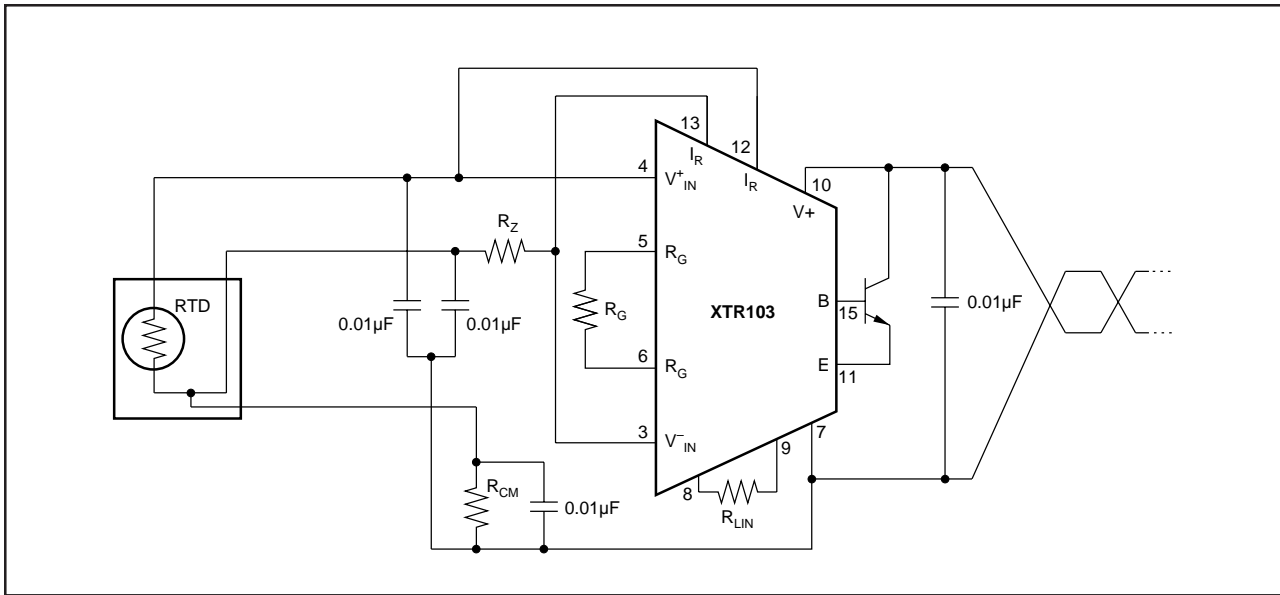 13
I_R
12
I_R
4
V⁺_IN
10
V+
R_Z
5
R_G
RTD
0.01µF
0.01µF
R_G
XTR103
B
15
0.01µF
6
R_G
E
11
3
V⁻_IN
7
9
8
R_LIN
R_CM
0.01µF